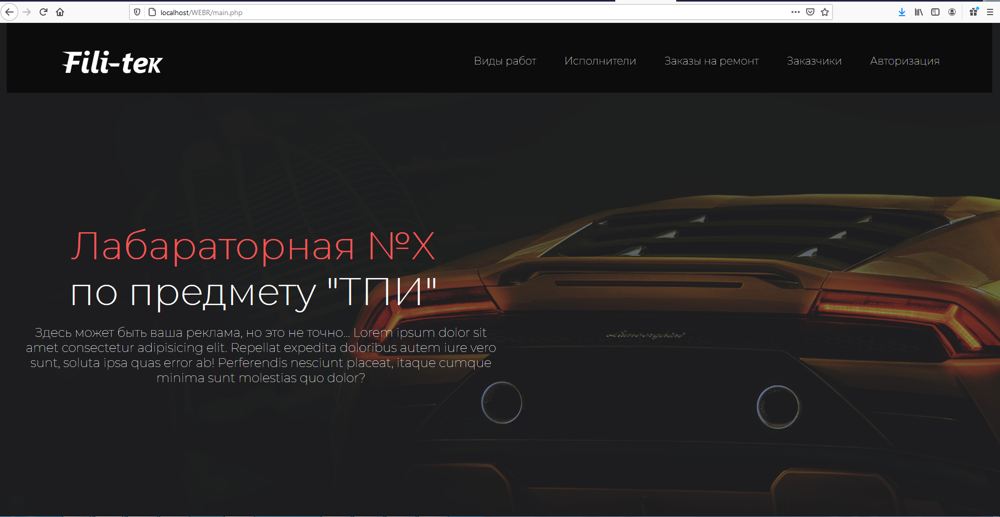 localhost/WEBR/main.php
Fili-тек
Виды работ
Исполнители
Заказы на ремонт
Заказчики
Авторизация
Лабараторная №X
по предмету "ТПИ"
Здесь может быть ваша реклама, но это не точно... Lorem ipsum dolor sit
amet consectetur adipisicing elit. Repellat expedita doloribus autem iure vero
sunt, soluta ipsa quas error ab! Perferendis nesciunt placeat, itaque cumque
minima sunt molestias quo dolor?
Lamborghini